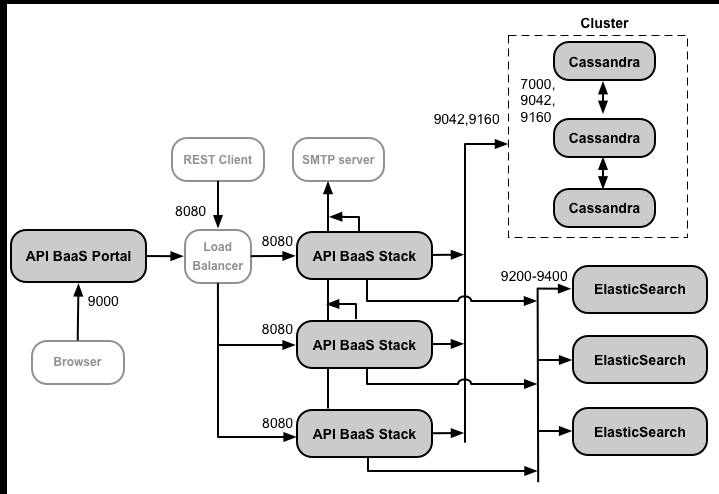 Cluster
Cassandra
7000,
9042,
9160
9042,9160
Cassandra
REST Client
SMTP server
Cassandra
8080
API BaaS Portal
Load
Balancer
8080
API BaaS Stack
9200-9400
ElasticSearch
9000
8080
API BaaS Stack
Browser
ElasticSearch
8080
API BaaS Stack
ElasticSearch